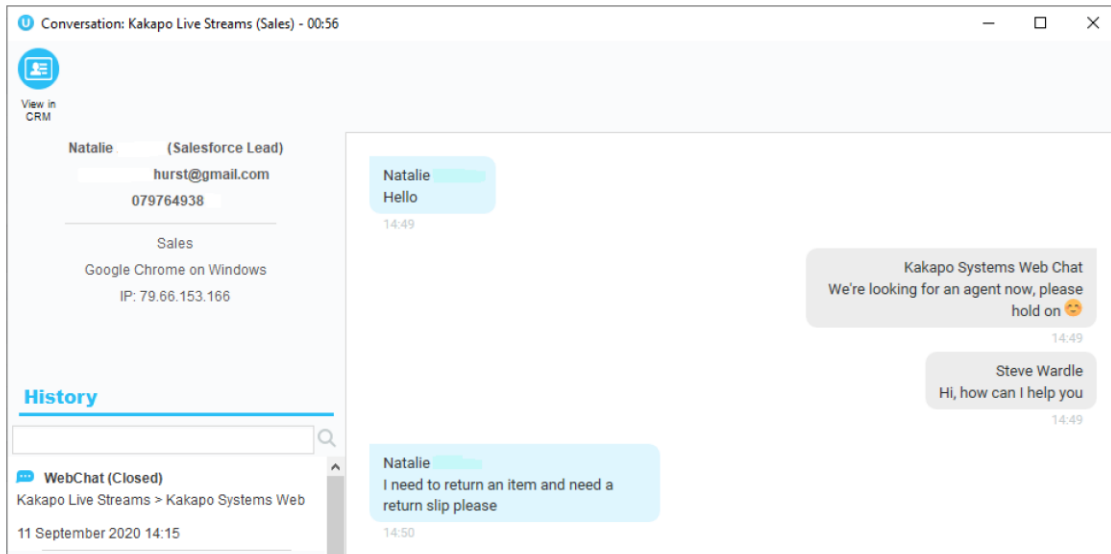 Conversation: Kakapo Live Streams (Sales) - 00:56
View in
CRM
Natalie (Salesforce Lead)
hurst@gmail.com
079764938
Sales
Google Chrome on Windows
IP: 79.66.153.166
History
WebChat (Closed)
Kakapo Live Streams > Kakapo Systems Web
11 September 2020 14:15
Natalie
Hello
14:49
Kakapo Systems Web Chat
We're looking for an agent now, please
hold on 😊
14:49
Steve Wardle
Hi, how can I help you
14:49
Natalie
I need to return an item and need a
return slip please
14:50